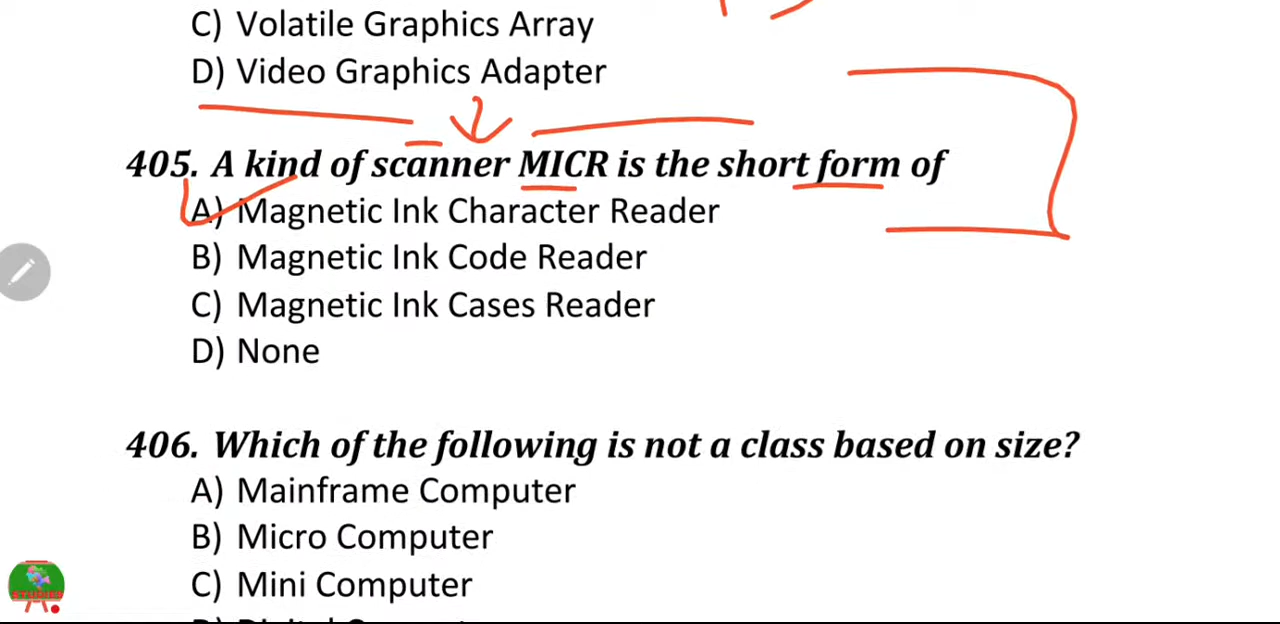 C) Volatile Graphics Array
D) Video Graphics Adapter
405. A kind of scanner MICR is the short form of
A) Magnetic Ink Character Reader
B) Magnetic Ink Code Reader
C) Magnetic Ink Cases Reader
D) None
406. Which of the following is not a class based on size?
A) Mainframe Computer
B) Micro Computer
C) Mini Computer